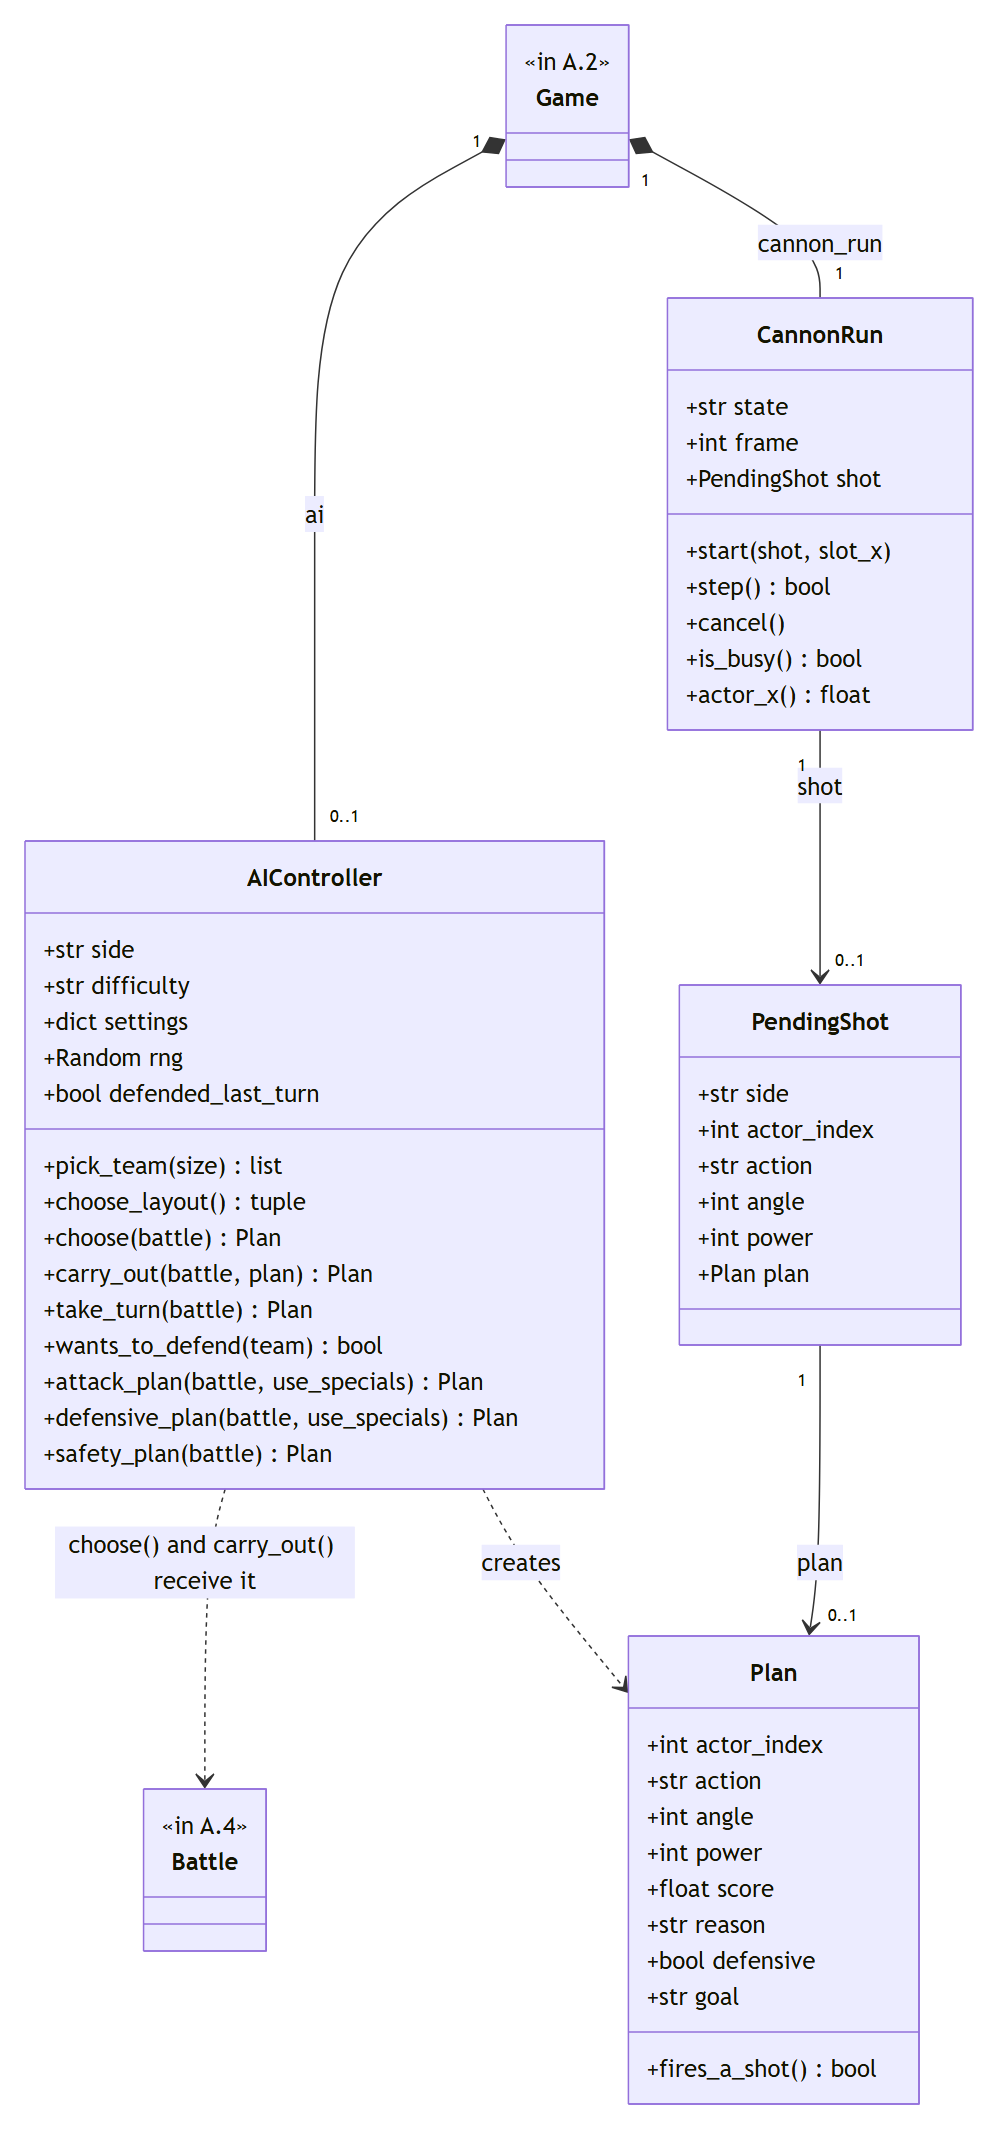 «in A.2»
Game
1
1
cannon_run
1
CannonRun
+str state
+int frame
+PendingShot shot
+start(shot, slot_x)
+step() : bool
+cancel()
+is_busy() : bool
+actor_x() : float
ai
0..1
1
shot
0..1
AIController
+str side
+str difficulty
+dict settings
+Random rng
+bool defended_last_turn
+pick_team(size) : list
+choose_layout() : tuple
+choose(battle) : Plan
+carry_out(battle, plan) : Plan
+take_turn(battle) : Plan
+wants_to_defend(team) : bool
+attack_plan(battle, use_specials) : Plan
+defensive_plan(battle, use_specials) : Plan
+safety_plan(battle) : Plan
PendingShot
+str side
+int actor_index
+str action
+int angle
+int power
+Plan plan
1
choose() and carry_out()
receive it
creates
plan
0..1
«in A.4»
Battle
Plan
+int actor_index
+str action
+int angle
+int power
+float score
+str reason
+bool defensive
+str goal
+fires_a_shot() : bool